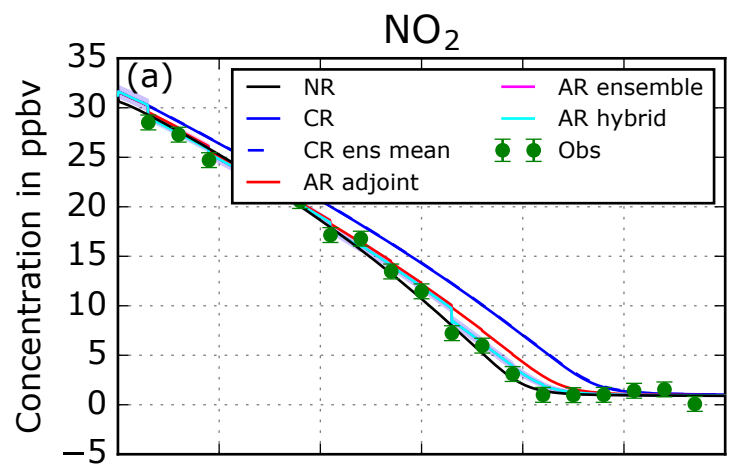 NO₂
(a)
Concentration in ppbv
35
30
25
20
15
10
5
0
−5
NR
CR
CR ens mean
AR adjoint
AR ensemble
AR hybrid
Obs